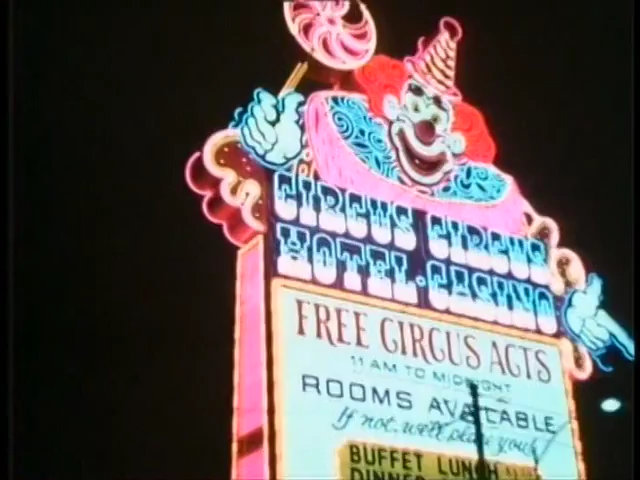 CIRCUS CIRCUS
HOTEL·CASINO
FREE CIRCUS ACTS
11 AM TO MIDNIGHT
ROOMS AVAILABLE
If not, we'll place you!
BUFFET LUNCH
DINNER